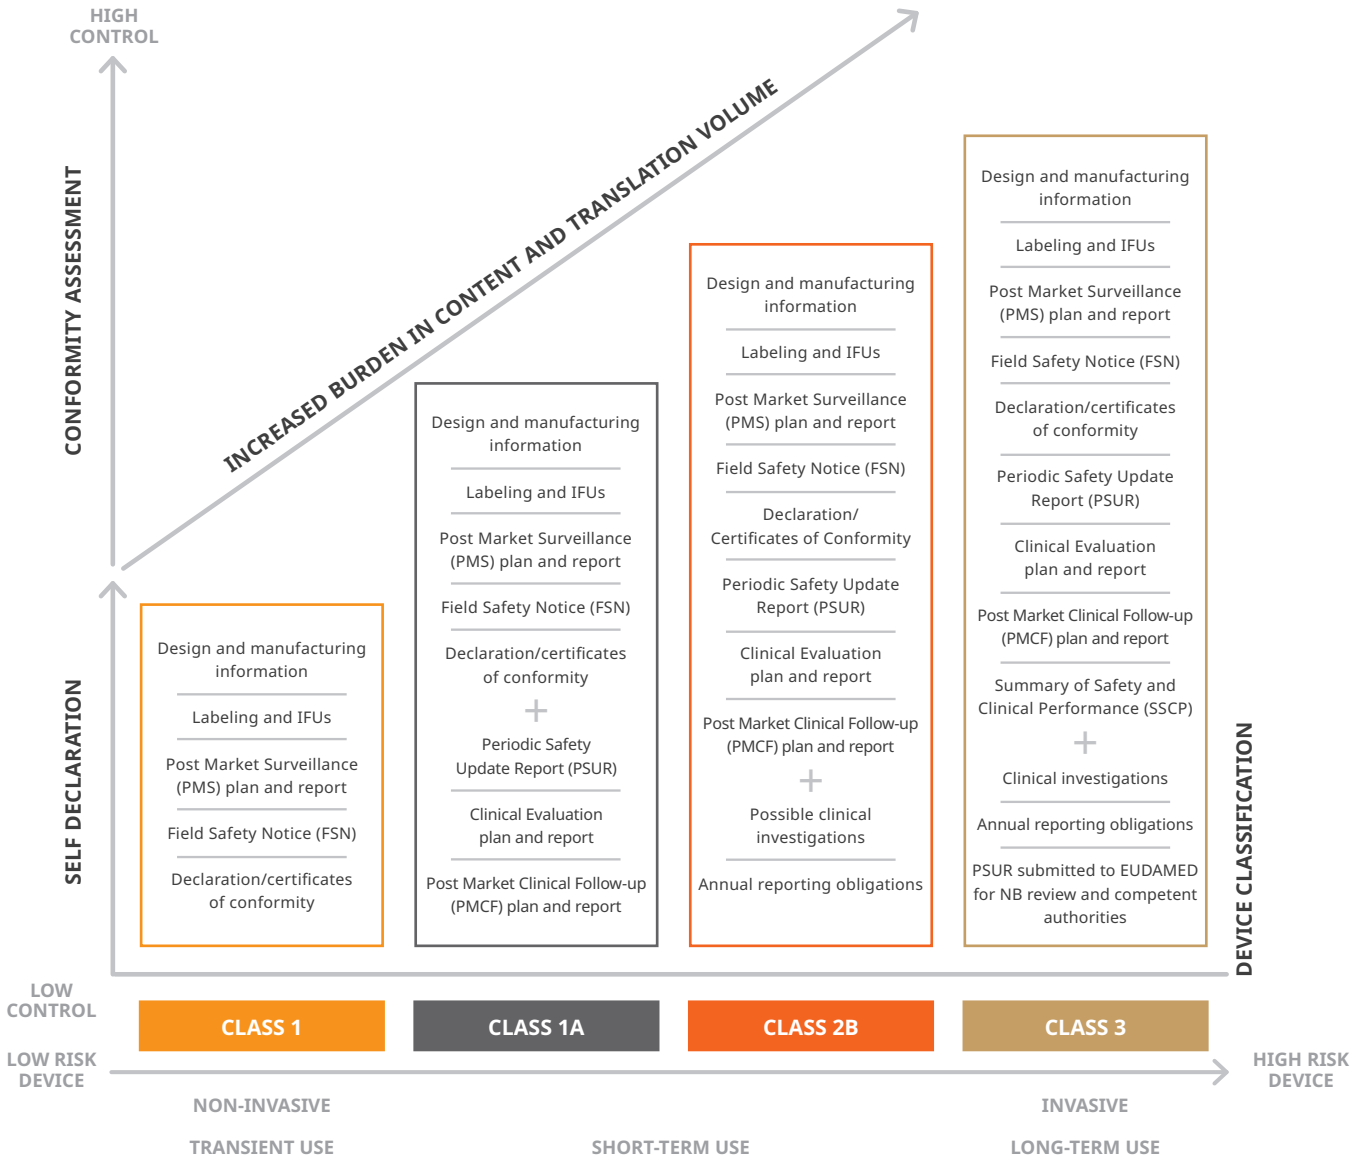 HIGH
CONTROL
CONFORMITY ASSESSMENT
SELF DECLARATION
INCREASED BURDEN IN CONTENT AND TRANSLATION VOLUME
Design and manufacturing
information
Labeling and IFUs
Post Market Surveillance
(PMS) plan and report
Field Safety Notice (FSN)
Declaration/certificates
of conformity
Design and manufacturing
information
Labeling and IFUs
Post Market Surveillance
(PMS) plan and report
Field Safety Notice (FSN)
Declaration/certificates
of conformity
+
Periodic Safety
Update Report (PSUR)
Clinical Evaluation
plan and report
Post Market Clinical Follow-up
(PMCF) plan and report
Design and manufacturing
information
Labeling and IFUs
Post Market Surveillance
(PMS) plan and report
Field Safety Notice (FSN)
Declaration/
Certificates of Conformity
Periodic Safety Update
Report (PSUR)
Clinical Evaluation
plan and report
Post Market Clinical Follow-up
(PMCF) plan and report
+
Possible clinical
investigations
Annual reporting obligations
Design and manufacturing
information
Labeling and IFUs
Post Market Surveillance
(PMS) plan and report
Field Safety Notice (FSN)
Declaration/certificates
of conformity
Periodic Safety Update
Report (PSUR)
Clinical Evaluation
plan and report
Post Market Clinical Follow-up
(PMCF) plan and report
Summary of Safety and
Clinical Performance (SSCP)
+
Clinical investigations
Annual reporting obligations
PSUR submitted to EUDAMED
for NB review and competent
authorities
DEVICE CLASSIFICATION
LOW
CONTROL
CLASS 1
CLASS 1A
CLASS 2B
CLASS 3
LOW RISK
DEVICE
HIGH RISK
DEVICE
NON-INVASIVE
INVASIVE
TRANSIENT USE
SHORT-TERM USE
LONG-TERM USE